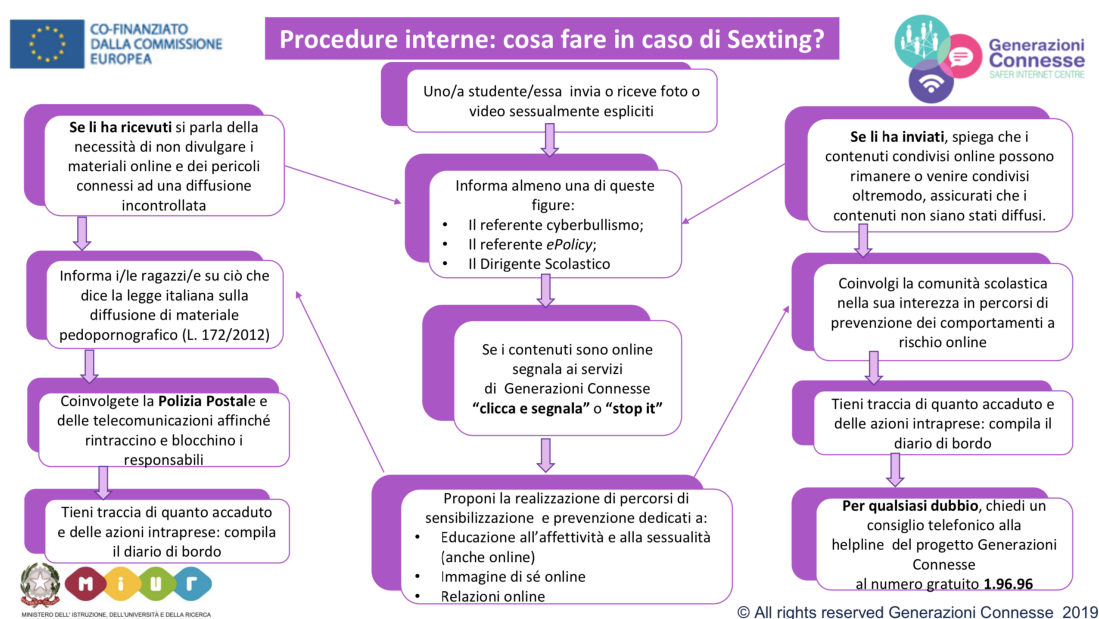 CO-FINANZIATO
DALLA COMMISSIONE
EUROPEA
Procedure interne: cosa fare in caso di Sexting?
Generazioni
Connesse
SAFER INTERNET CENTRE
Uno/a studente/essa invia o riceve foto o
video sessualmente espliciti
Se li ha ricevuti si parla della
necessità di non divulgare i
materiali online e dei pericoli
connessi ad una diffusione
incontrollata
Informa i/le ragazzi/e su ciò che
dice la legge italiana sulla
diffusione di materiale
pedopornografico (L. 172/2012)
Coinvolgete la Polizia Postale e
delle telecomunicazioni affinché
rintraccino e blocchino i
responsabili
Tieni traccia di quanto accaduto
e delle azioni intraprese: compila
il diario di bordo
Informa almeno una di queste
figure:
• Il referente cyberbullismo;
• Il referente ePolicy;
• Il Dirigente Scolastico
Se i contenuti sono online
segnala ai servizi
di Generazioni Connesse
“clicca e segnala” o “stop it”
Proponi la realizzazione di percorsi di
sensibilizzazione e prevenzione dedicati a:
• Educazione all’affettività e alla sessualità
(anche online)
• Immagine di sé online
• Relazioni online
Se li ha inviati, spiega che i
contenuti condivisi online possono
rimanere o venire condivisi
oltremodo, assicurati che i
contenuti non siano stati diffusi.
Coinvolgi la comunità scolastica
nella sua interezza in percorsi di
prevenzione dei comportamenti a
rischio online
Tieni traccia di quanto accaduto e
delle azioni intraprese: compila il
diario di bordo
Per qualsiasi dubbio, chiedi un
consiglio telefonico alla
helpline del progetto Generazioni
Connesse
al numero gratuito 1.96.96
miur
MINISTERO DELL' ISTRUZIONE, DELL'UNIVERSITÀ E DELLA RICERCA
© All rights reserved Generazioni Connesse 2019